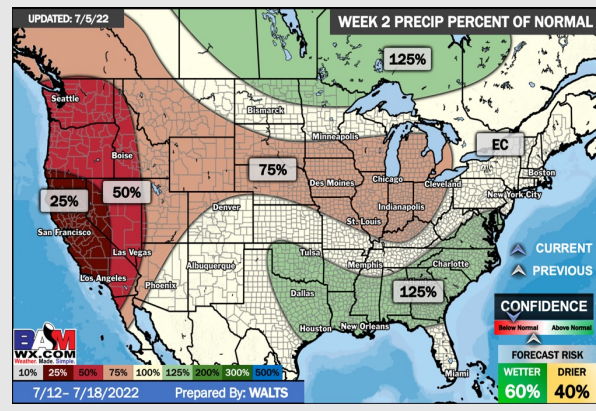 UPDATED: 7/5/22
WEEK 2 PRECIP PERCENT OF NORMAL
125%
Seattle
Bismarck
Minneapolis
EC
Boise
Boston
75%
50%
Des Moines
Chicago
Cleveland
New York City
25%
Denver
Indianapolis
St. Louis
San Francisco
CURRENT
Las Vegas
Tulsa
PREVIOUS
Albuquerque
Memphis
Charlotte
Los Angeles
Phoenix
Dallas
125%
CONFIDENCE
Houston
New Orleans
Below Normal
Above Normal
BAM
WX.COM
Weather. Made. Simple.
FORECAST RISK
10% 25% 50% 75% 100% 125% 200% 300% 500%
Miami
WETTER
DRIER
7/12– 7/18/2022
Prepared By: WALTS
60%
40%